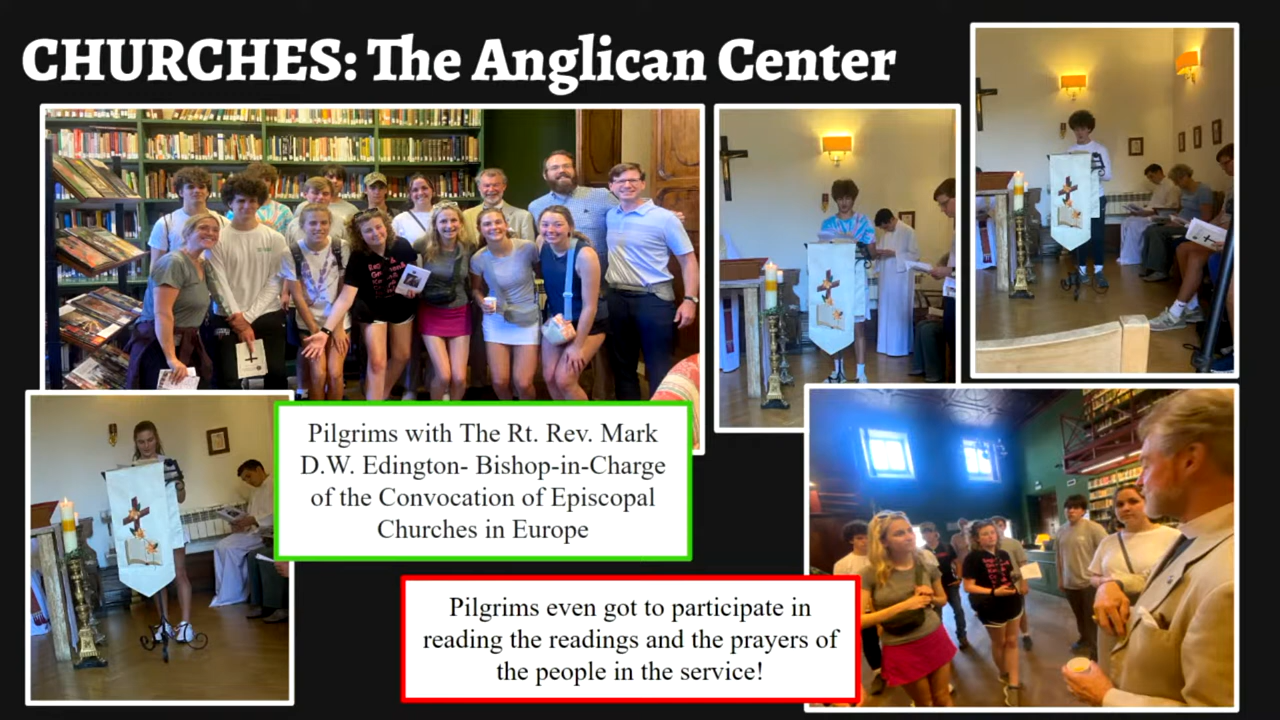 CHURCHES: The Anglican Center
Pilgrims with The Rt. Rev. Mark
D.W. Edington- Bishop-in-Charge
of the Convocation of Episcopal
Churches in Europe
Pilgrims even got to participate in
reading the readings and the prayers of
the people in the service!